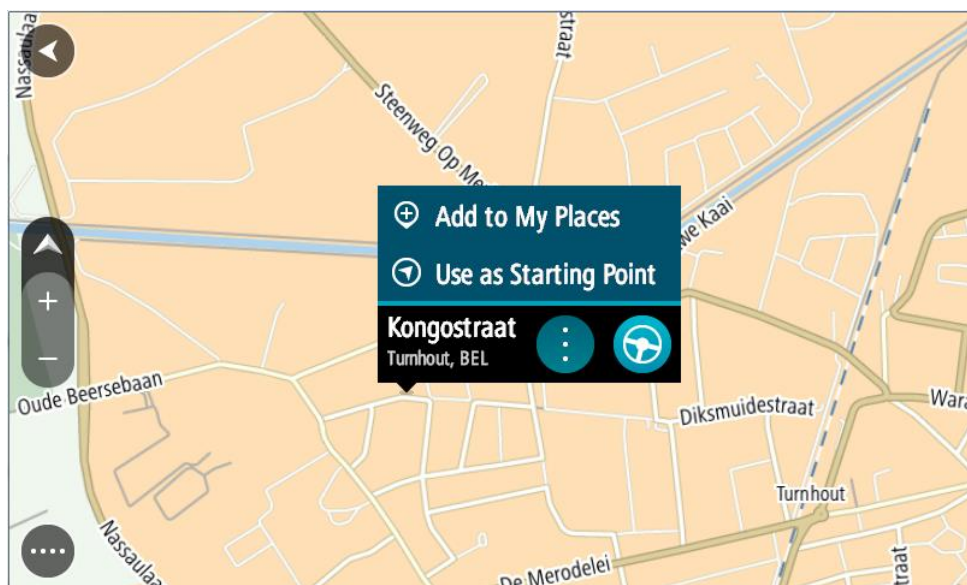 Nassaulaa
straat
Steenweg Op Me
we Kaai
Add to My Places
Use as Starting Point
Kongostraat
Turnhout, BEL
Oude Beersebaan
Diksmuidestraat
Wara
Turnhout
Nassaulaa
De Merodelei
straat